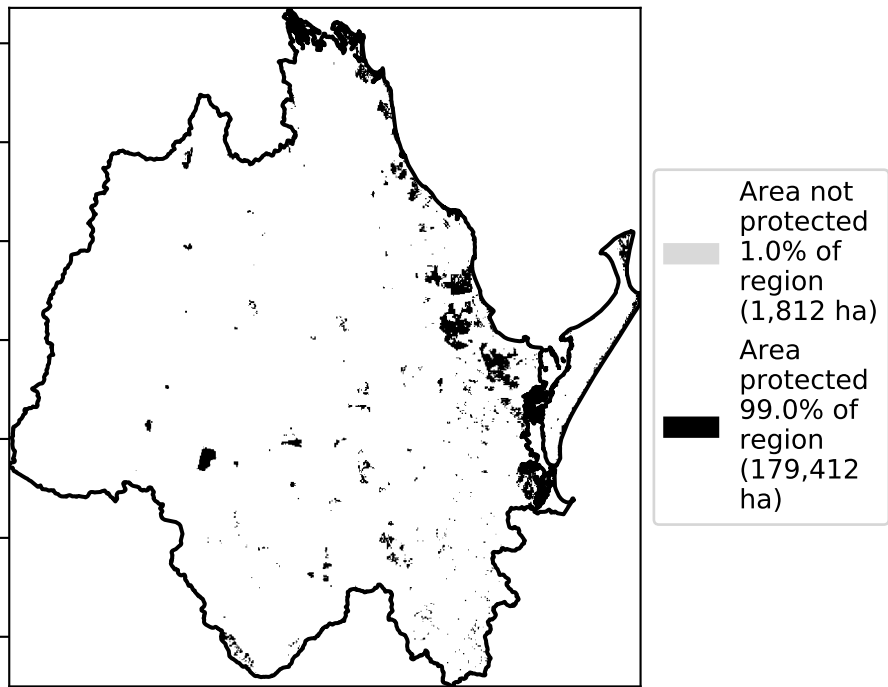 Area not
protected
1.0% of
region
(1,812 ha)
Area
protected
99.0% of
region
(179,412
ha)